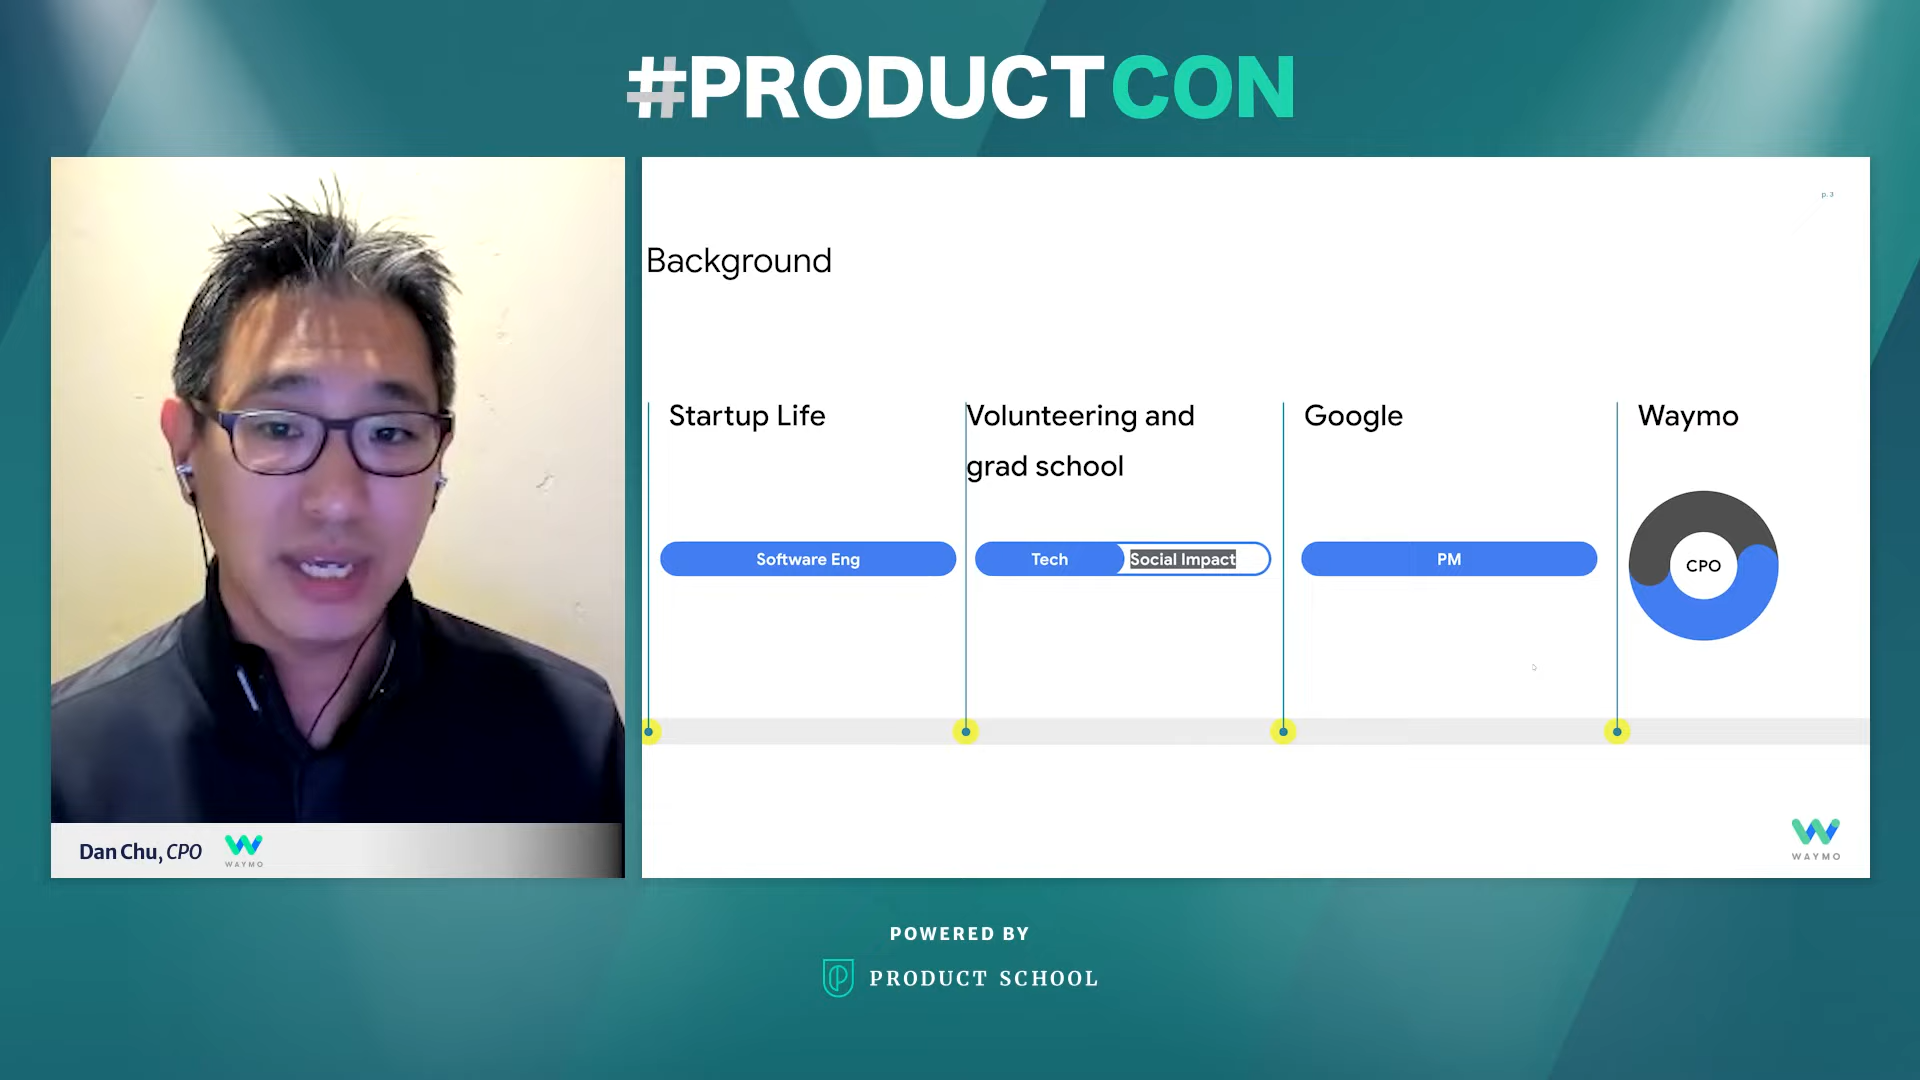 #PRODUCTCON
p. 3
Background
Startup Life
Volunteering and
grad school
Google
Waymo
Software Eng
Tech
Social Impact
PM
CPO
Dan Chu, CPO
WAYMO
WAYMO
POWERED BY
PRODUCT SCHOOL